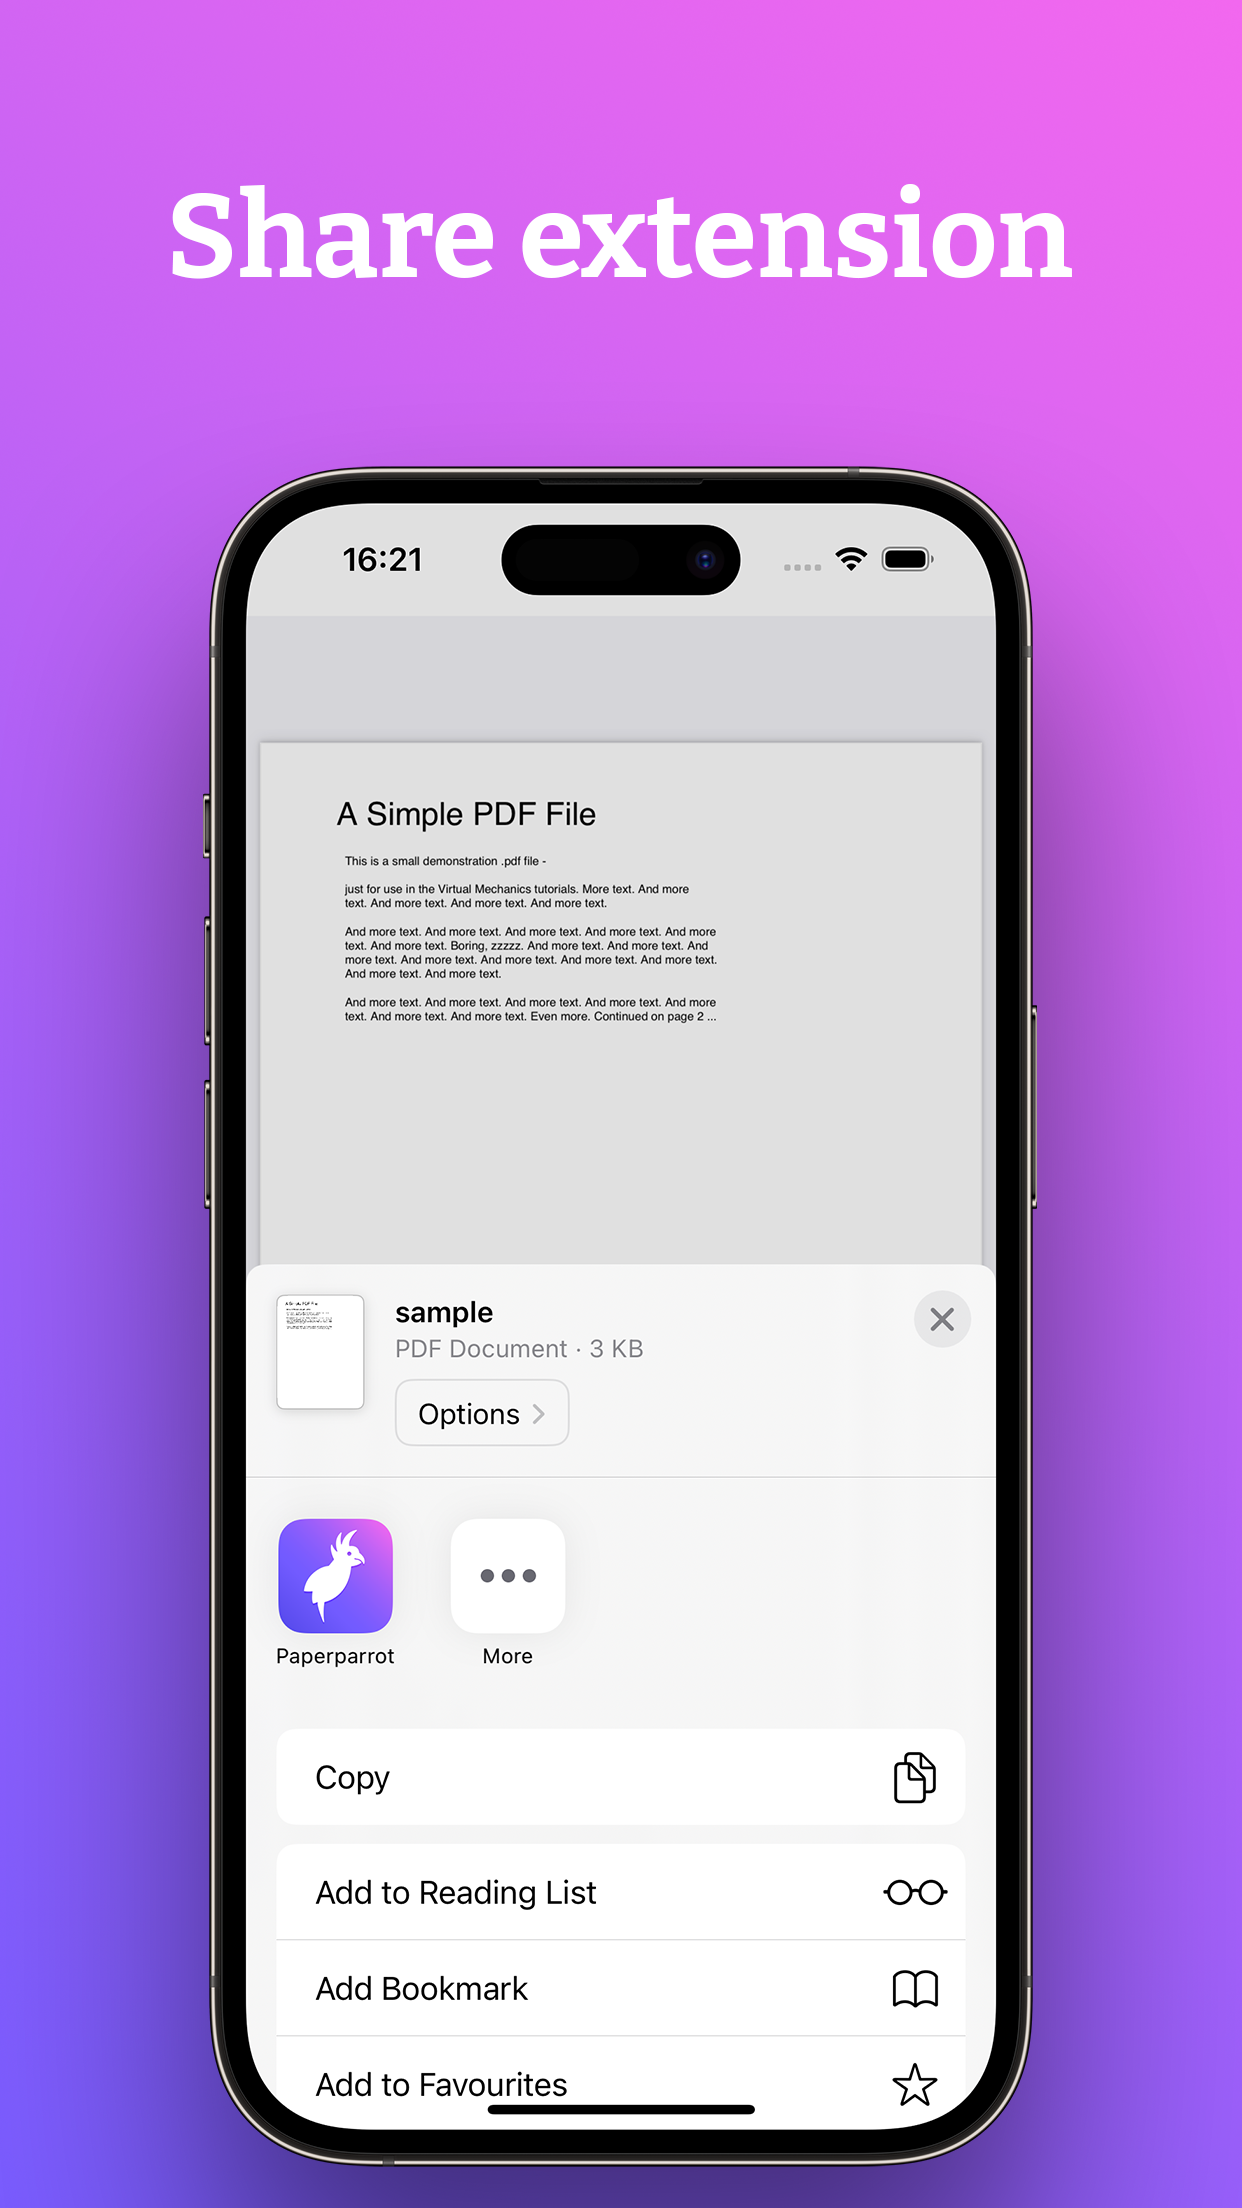 Share extension
16:21
A Simple PDF File
This is a small demonstration .pdf file -
just for use in the Virtual Mechanics tutorials. More text. And more
text. And more text. And more text. And more text.
And more text. And more text. And more text. And more text. And more
text. And more text. Boring, zzzzz. And more text. And more text. And
more text. And more text. And more text. And more text. And more text.
And more text. And more text.
And more text. And more text. And more text. And more text. And more
text. And more text. And more text. Even more. Continued on page 2 ...
sample
PDF Document · 3 KB
Options
Paperparrot
More
Copy
Add to Reading List
Add Bookmark
Add to Favourites